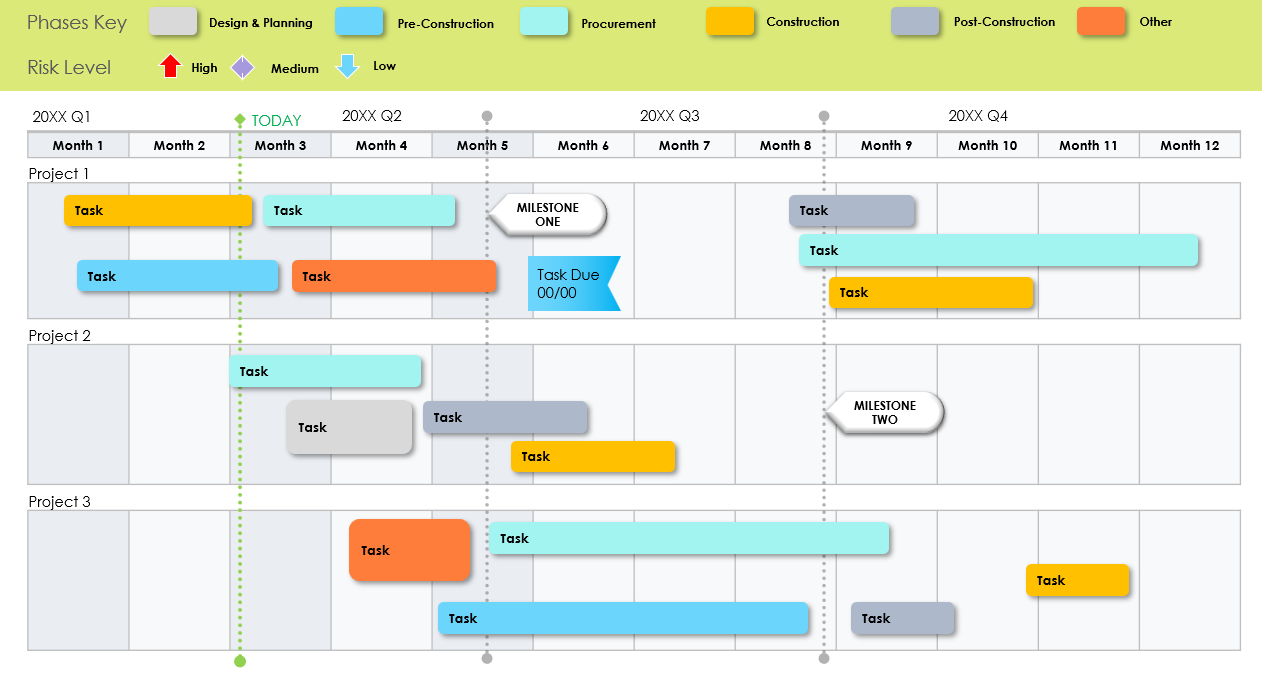 Phases Key
Design & Planning
Pre-Construction
Procurement
Construction
Post-Construction
Other
Risk Level
High
Medium
Low
20XX Q1
TODAY
20XX Q2
20XX Q3
20XX Q4
Month 1
Month 2
Month 3
Month 4
Month 5
Month 6
Month 7
Month 8
Month 9
Month 10
Month 11
Month 12
Project 1
Task
Task
MILESTONE
ONE
Task
Task
Task
Task
Task Due
00/00
Task
Project 2
Task
Task
Task
MILESTONE
TWO
Task
Project 3
Task
Task
Task
Task
Task